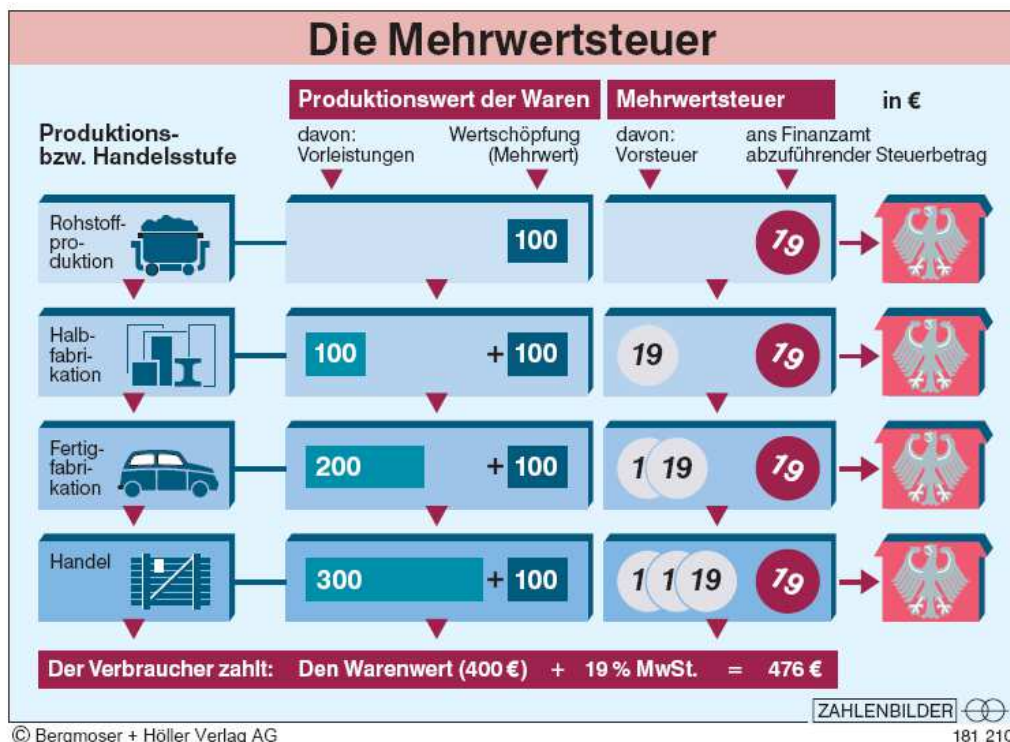 Die Mehrwertsteuer
Produktionswert der Waren
Mehrwertsteuer
in €
Produktions-
bzw. Handelsstufe
davon:
Vorleistungen
Wertschöpfung
(Mehrwert)
davon:
Vorsteuer
ans Finanzamt
abzuführender Steuerbetrag
Rohstoff-
pro-
duktion
100
19
Halb-
fabri-
kation
100
+ 100
19
19
Fertig-
fabri-
kation
200
+ 100
1 19
19
Handel
300
+ 100
1 1 19
19
Der Verbraucher zahlt: Den Warenwert (400 €) + 19 % MwSt. = 476 €
ZAHLENBILDER
© Bergmoser + Höller Verlag AG
181 210